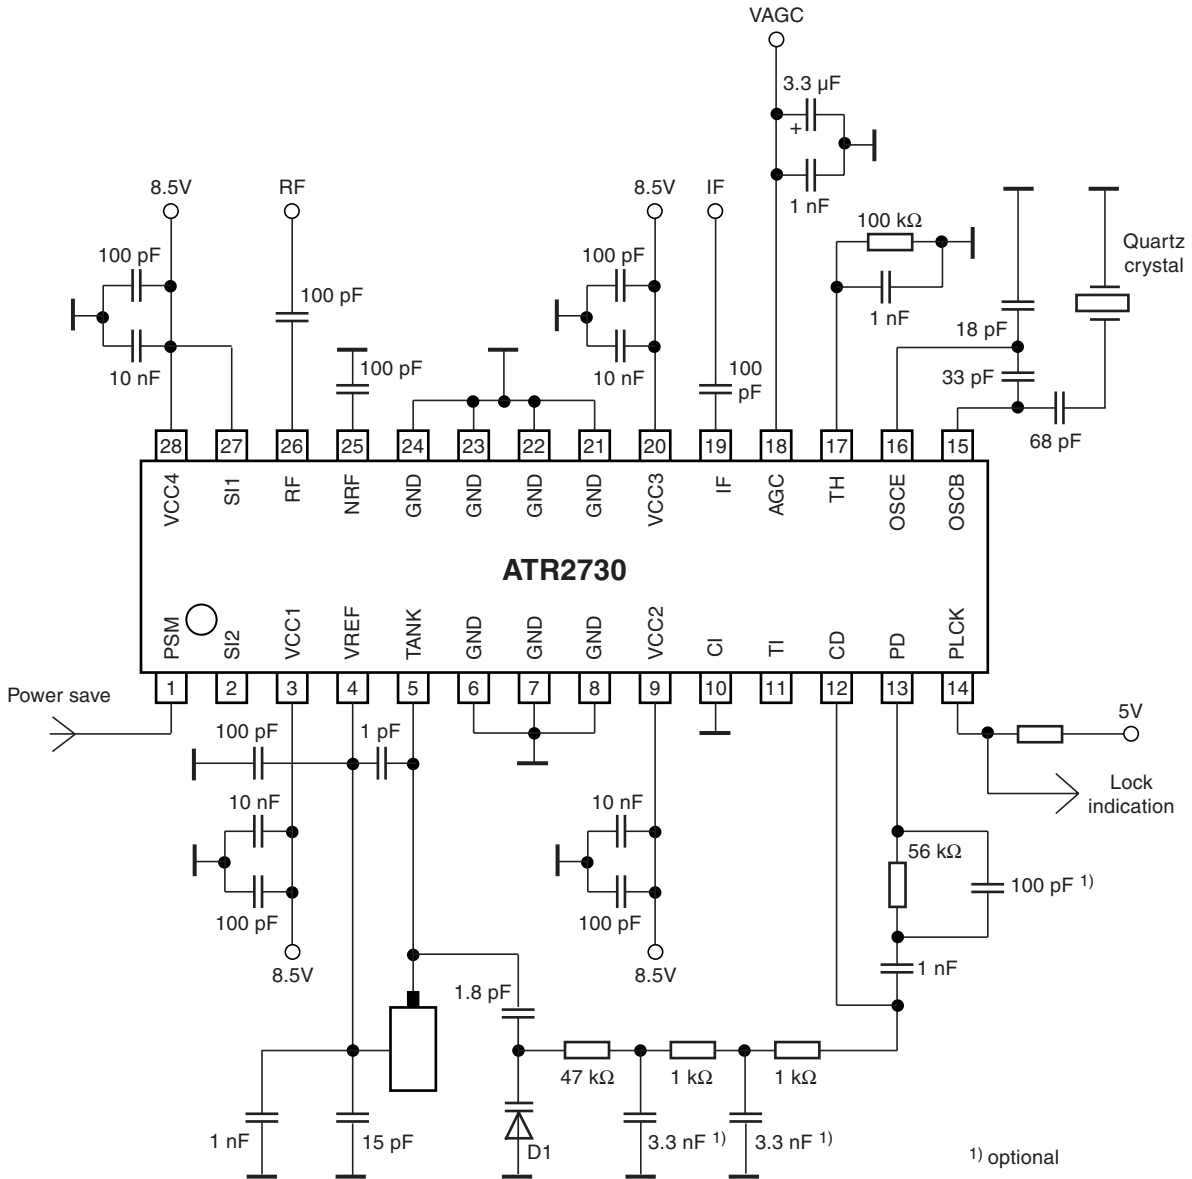 VAGC
3.3 µF
+
1 nF
8.5V
RF
8.5V
IF
100 kΩ
1 nF
Quartz
crystal
100 pF
10 nF
100 pF
100 pF
100 pF
10 nF
100
pF
18 pF
33 pF
68 pF
28 27 26 25 24 23 22 21 20 19 18 17 16 15
VCC4 SI1 RF NRF GND GND GND GND VCC3 IF AGC TH OSCE OSCB
ATR2730
PSM SI2 VCC1 VREF TANK GND GND GND VCC2 CI TI CD PD PLCK
1 2 3 4 5 6 7 8 9 10 11 12 13 14
Power save
100 pF
1 pF
5V
Lock
indication
10 nF
100 pF
8.5V
10 nF
100 pF
8.5V
56 kΩ
100 pF 1)
1 nF
1.8 pF
47 kΩ
1 kΩ
1 kΩ
1 nF
15 pF
D1
3.3 nF 1)
3.3 nF 1)
1) optional